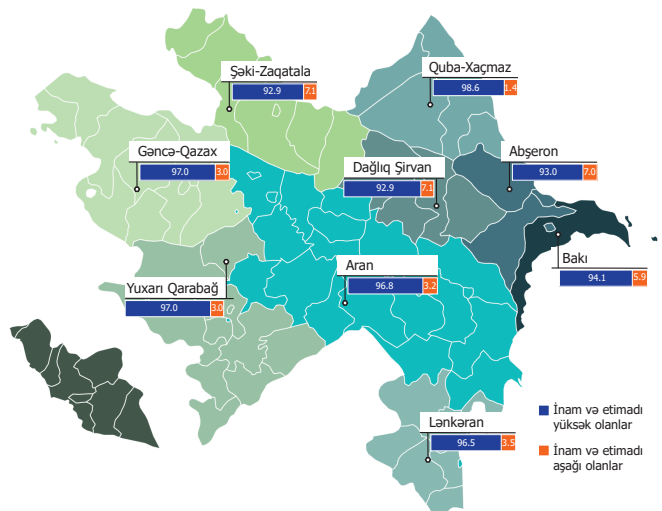 Şəki-Zaqatala
92.9 7.1
Quba-Xaçmaz
98.6 1.4
Gəncə-Qazax
97.0 3.0
Dağlıq Şirvan
92.9 7.1
Abşeron
93.0 7.0
Bakı
94.1 5.9
Yuxarı Qarabağ
97.0 3.0
Aran
96.8 3.2
Lənkəran
96.5 3.5
İnam və etimadı
yüksək olanlar
İnam və etimadı
aşağı olanlar